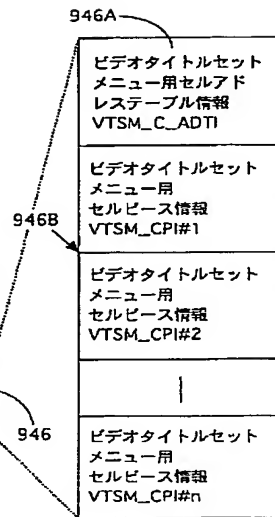 946A
ビデオタイトルセット
メニュー用セルアド
レステーブル情報
VTSM_C_ADTI
ビデオタイトルセット
メニュー用
セルピース情報
VTSM_CPI#1
946B
ビデオタイトルセット
メニュー用
セルピース情報
VTSM_CPI#2
946
ビデオタイトルセット
メニュー用
セルピース情報
VTSM_CPI#n